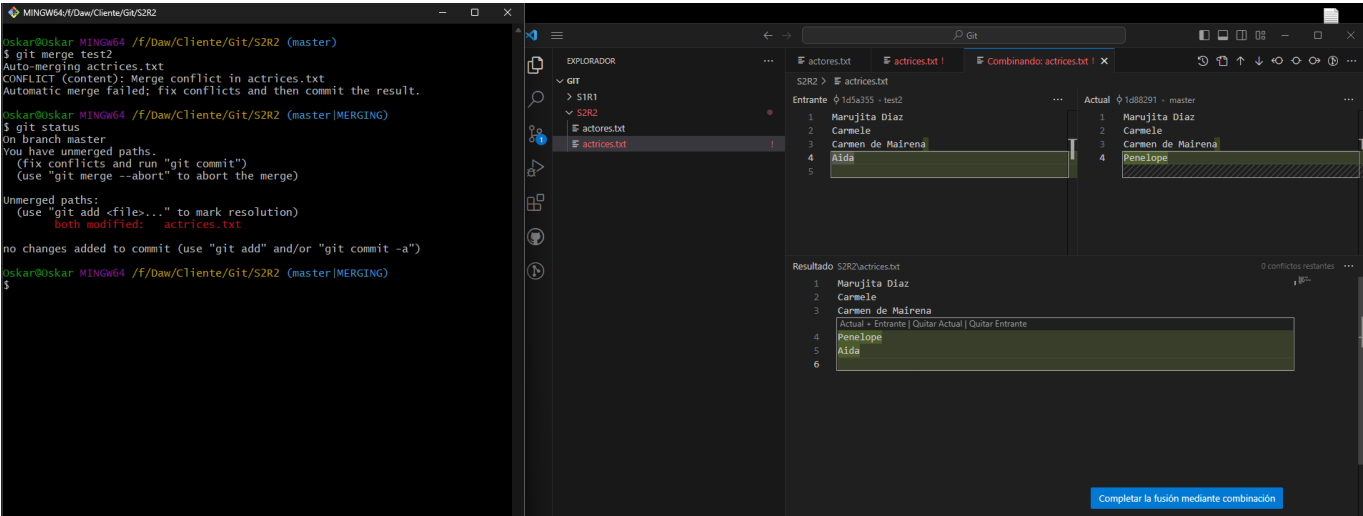 MINGW64:/f/Daw/Cliente/Git/S2R2
Oskar@Oskar MINGW64 /f/Daw/Cliente/Git/S2R2 (master)
$ git merge test2
Auto-merging actrices.txt
CONFLICT (content): Merge conflict in actrices.txt
Automatic merge failed; fix conflicts and then commit the result.
Oskar@Oskar MINGW64 /f/Daw/Cliente/Git/S2R2 (master|MERGING)
$ git status
On branch master
You have unmerged paths.
(fix conflicts and run "git commit")
(use "git merge --abort" to abort the merge)
Unmerged paths:
(use "git add <file>..." to mark resolution)
both modified: actrices.txt
no changes added to commit (use "git add" and/or "git commit -a")
Oskar@Oskar MINGW64 /f/Daw/Cliente/Git/S2R2 (master|MERGING)
$
Git
EXPLORADOR
GIT
S1R1
S2R2
actores.txt
actrices.txt !
1
actores.txt
actrices.txt !
Combinando: actrices.txt !
S2R2 > actrices.txt
Entrante 1d5a355 - test2
1 Marujita Diaz
2 Carmele
3 Carmen de Mairena
4 Aida
5
Actual 1d88291 - master
1 Marujita Diaz
2 Carmele
3 Carmen de Mairena
4 Penelope
Resultado S2R2\actrices.txt
0 conflictos restantes
1 Marujita Diaz
2 Carmele
3 Carmen de Mairena
Actual + Entrante | Quitar Actual | Quitar Entrante
4 Penelope
5 Aida
6
Completar la fusión mediante combinación